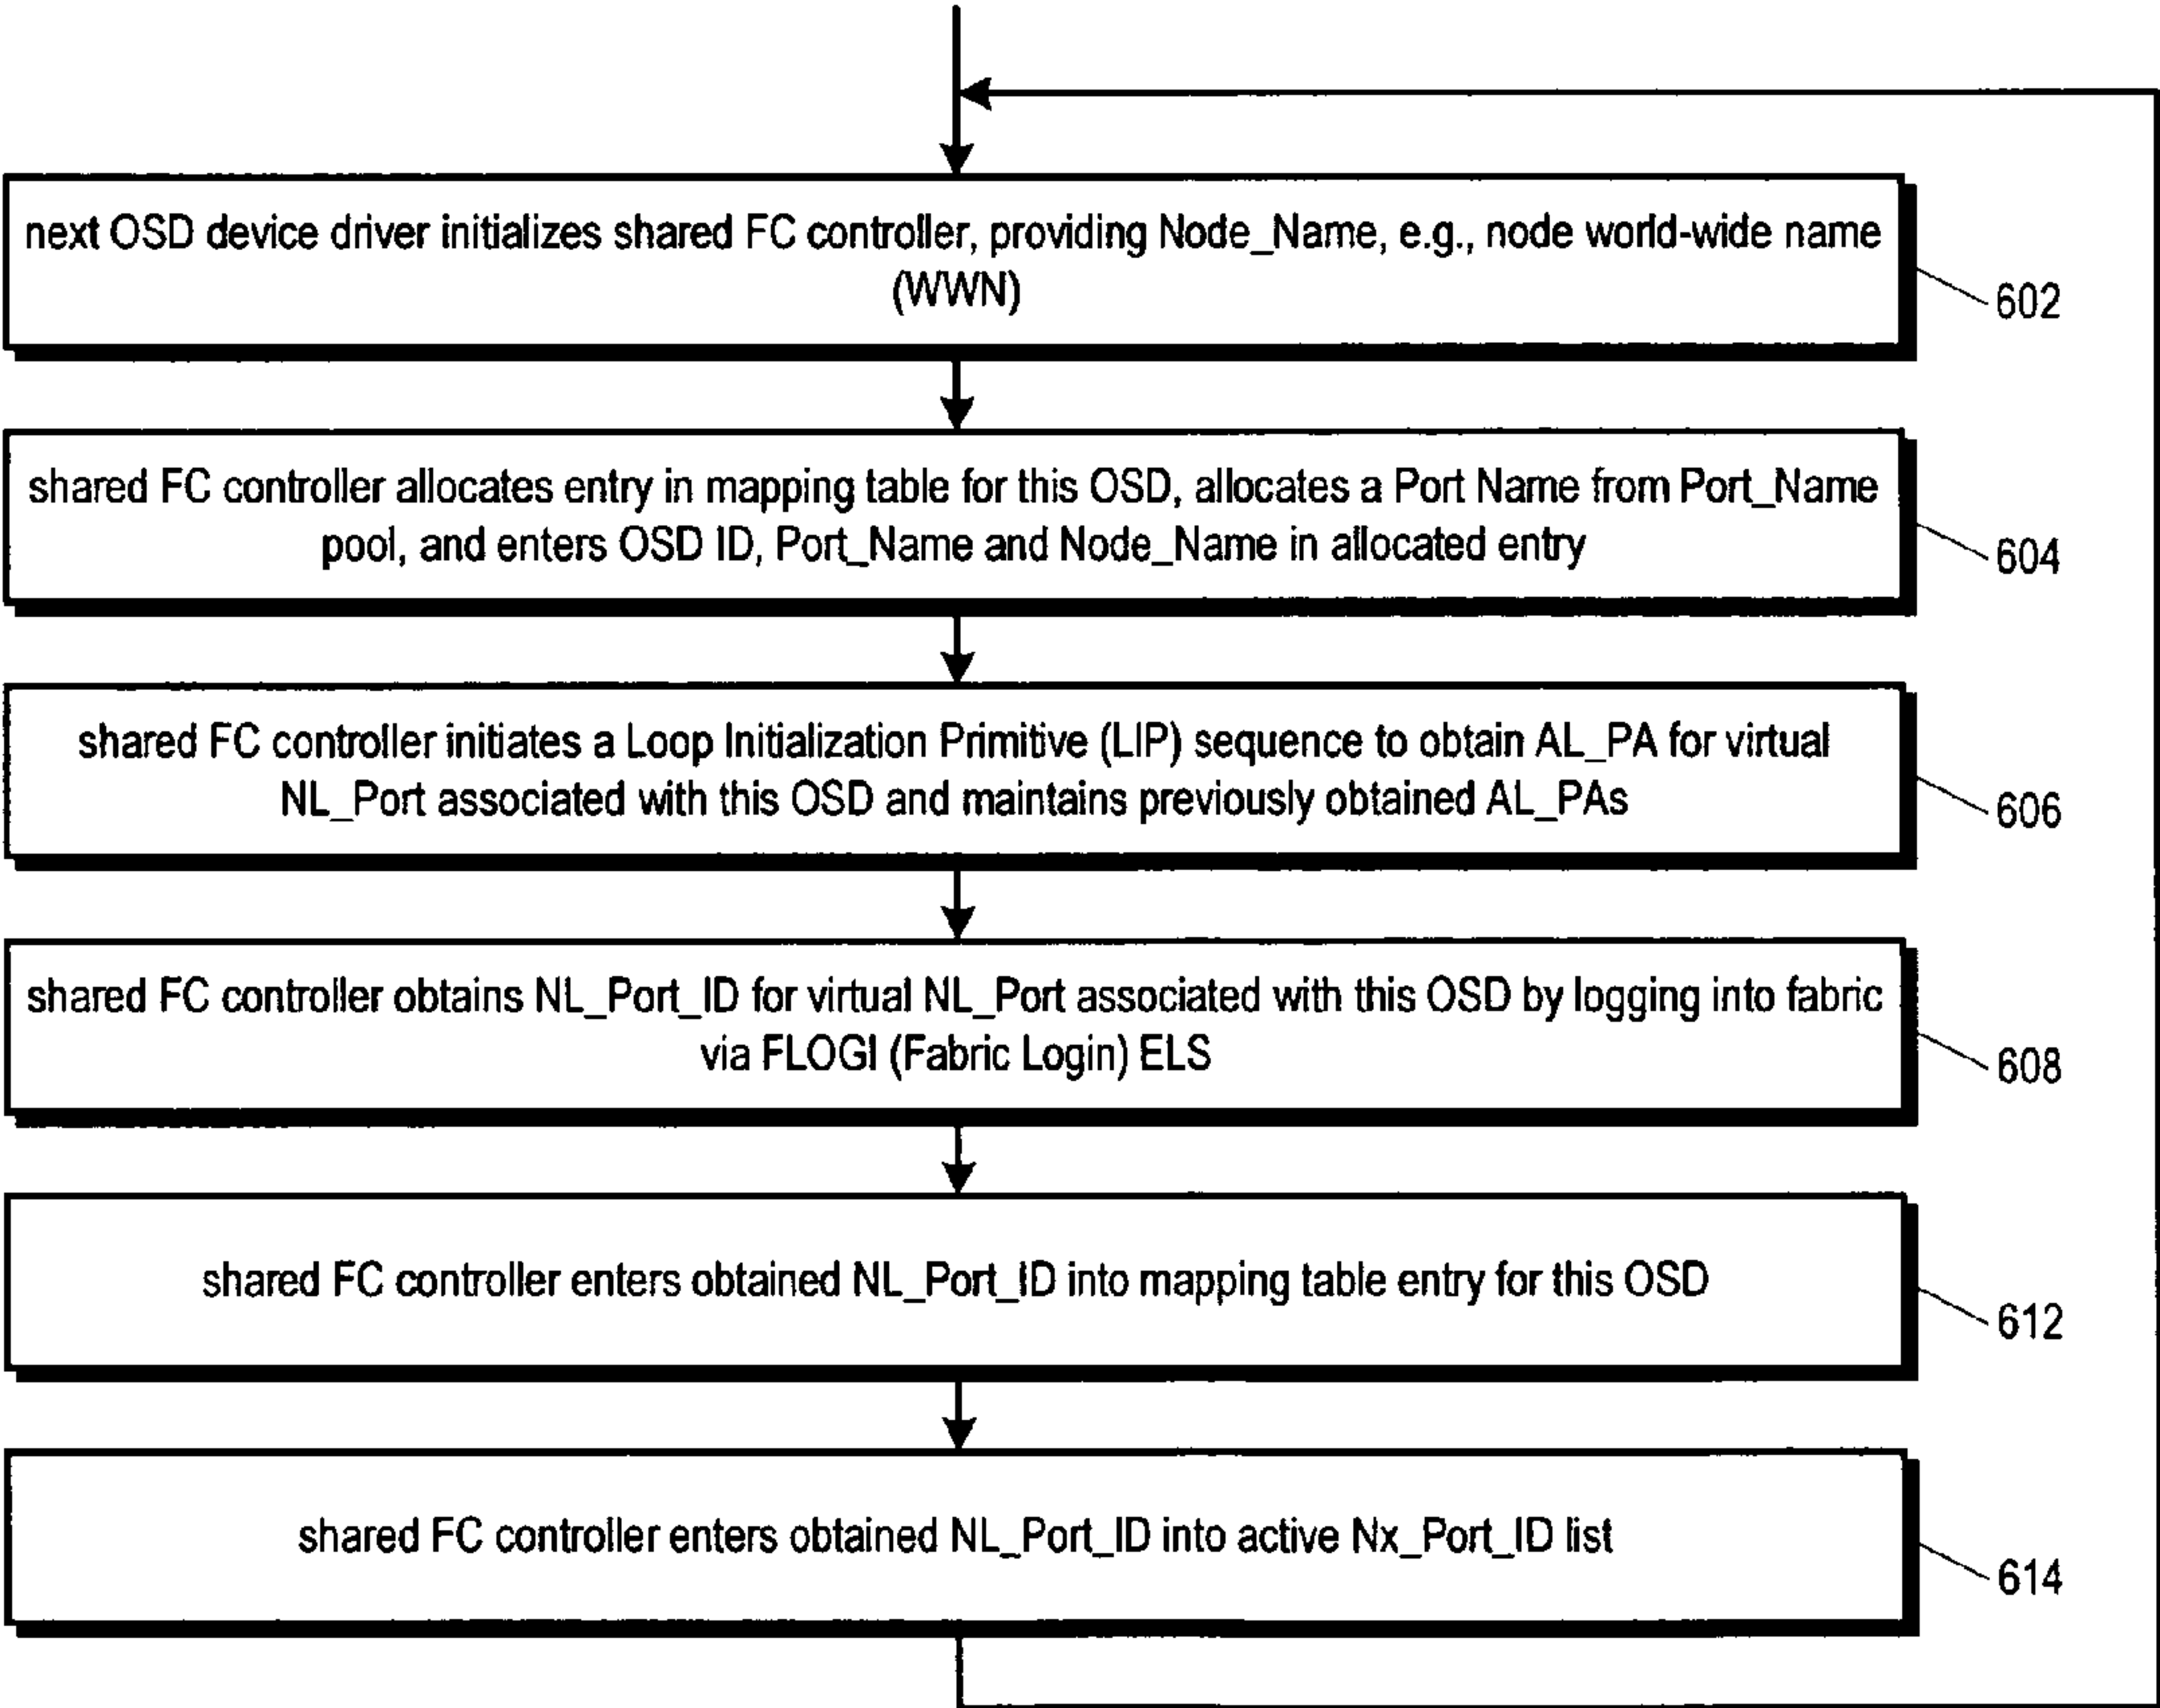 next OSD device driver initializes shared FC controller, providing Node_Name, e.g., node world-wide name
(WWN)
602
shared FC controller allocates entry in mapping table for this OSD, allocates a Port Name from Port_Name
pool, and enters OSD ID, Port_Name and Node_Name in allocated entry
604
shared FC controller initiates a Loop Initialization Primitive (LIP) sequence to obtain AL_PA for virtual
NL_Port associated with this OSD and maintains previously obtained AL_PAs
606
shared FC controller obtains NL_Port_ID for virtual NL_Port associated with this OSD by logging into fabric
via FLOGI (Fabric Login) ELS
608
shared FC controller enters obtained NL_Port_ID into mapping table entry for this OSD
612
shared FC controller enters obtained NL_Port_ID into active Nx_Port_ID list
614